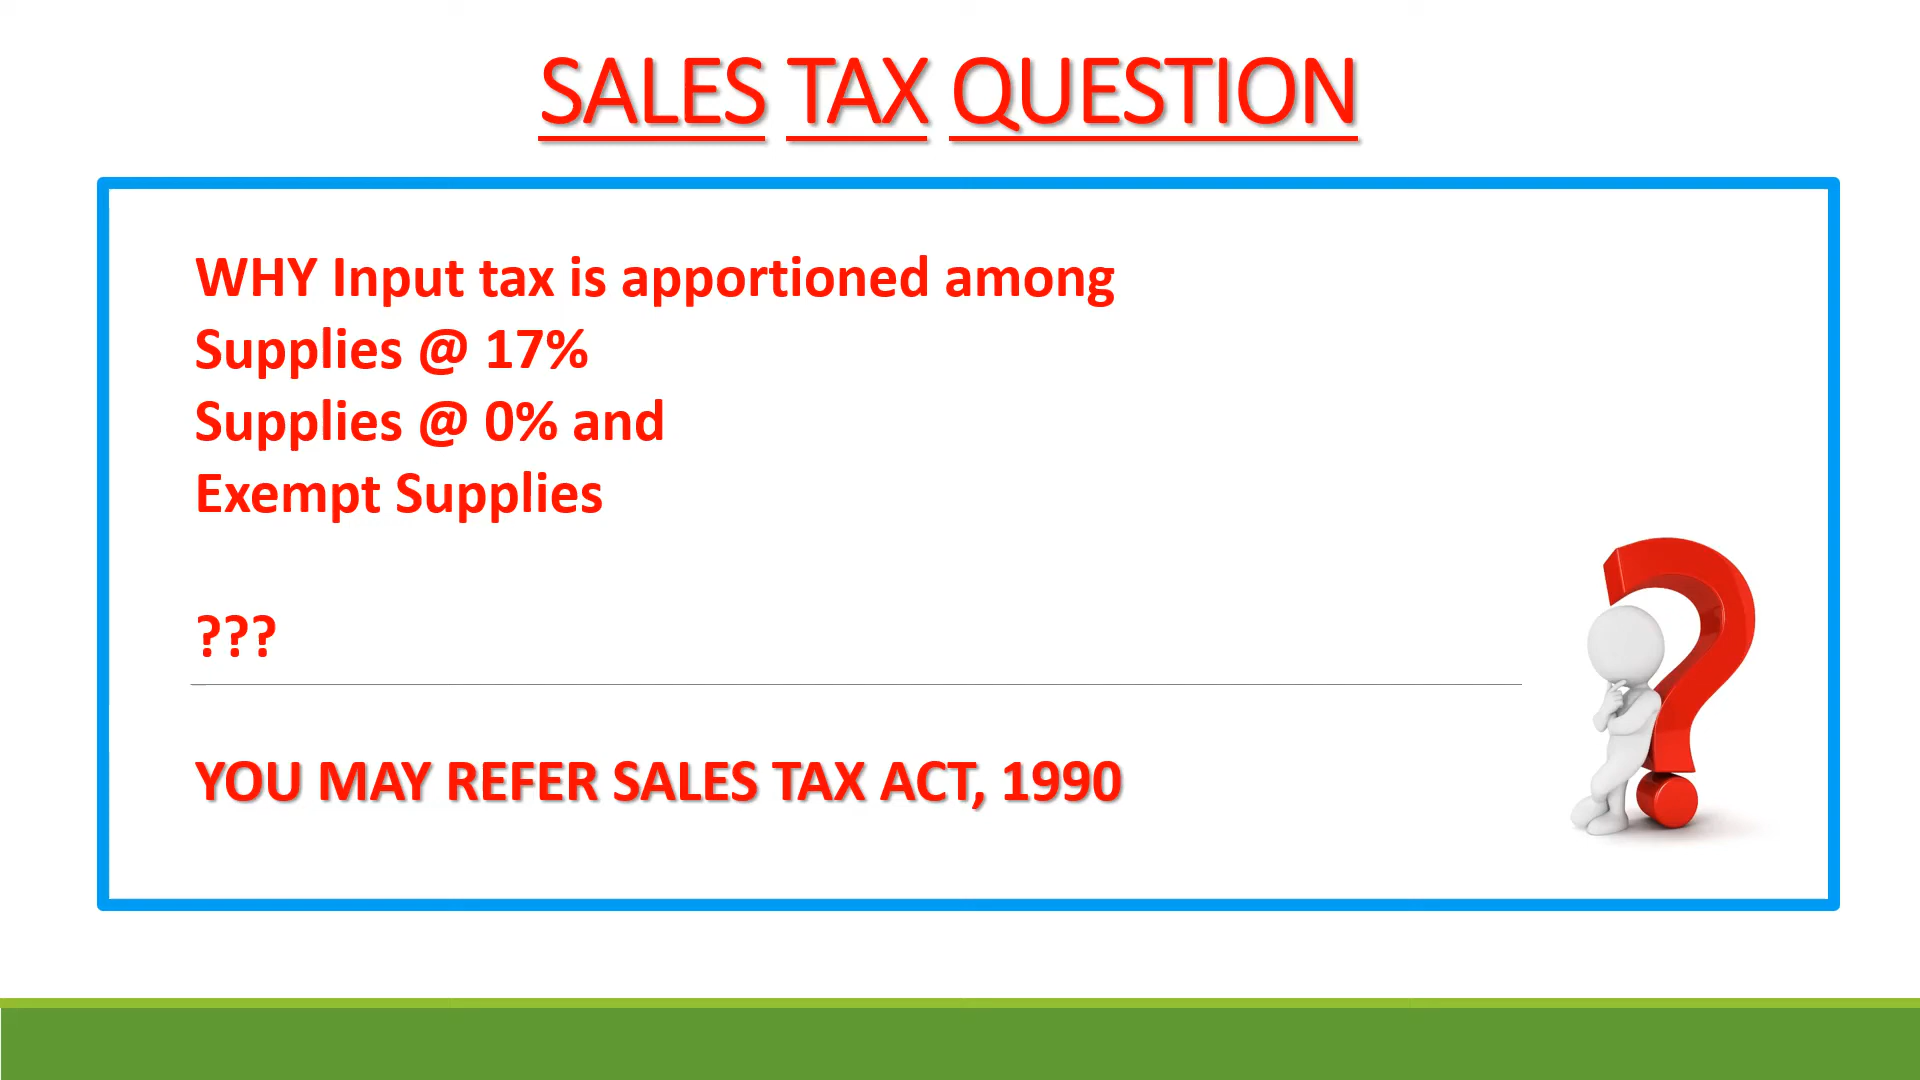 SALES TAX QUESTION
WHY Input tax is apportioned among
Supplies @ 17%
Supplies @ 0% and
Exempt Supplies
???
YOU MAY REFER SALES TAX ACT, 1990